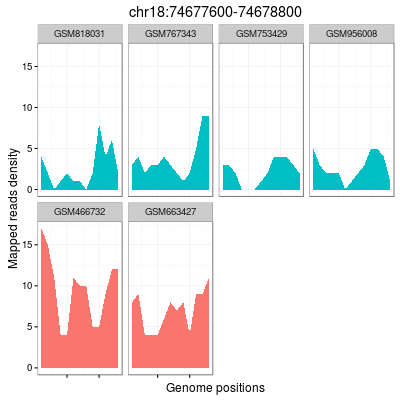 chr18:74677600-74678800
GSM818031 GSM767343 GSM753429 GSM956008
15
10
5
0
Mapped reads density
GSM466732 GSM663427
15
10
5
0
Genome positions